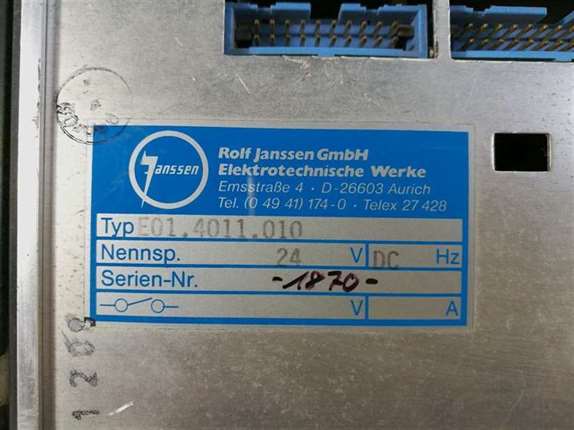 Janssen
Rolf Janssen GmbH
Elektrotechnische Werke
Emsstraße 4 · D-26603 Aurich
Tel. (0 49 41) 174-0 · Telex 27 428
Typ E01.4011.010
Nennsp. 24 V DC Hz
Serien-Nr. -1870-
V A
1208